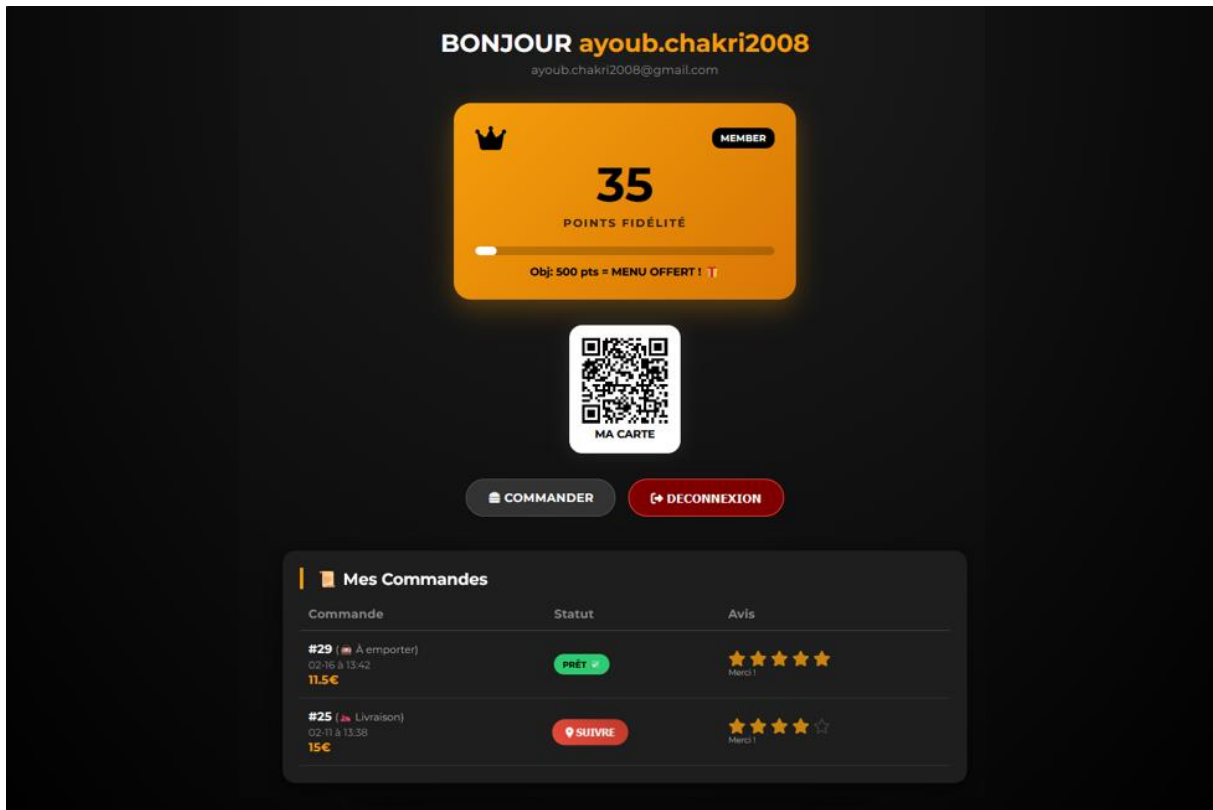 BONJOUR ayoub.chakri2008
ayoub.chakri2008@gmail.com
MEMBER
35
POINTS FIDÉLITÉ
Obj: 500 pts = MENU OFFERT !
MA CARTE
COMMANDER
DECONNEXION
Mes Commandes
Commande Statut Avis
#29 ( À emporter)
02-16 à 13:42
11.5€
PRÊT
Merci !
#25 ( Livraison)
02-11 à 13:38
15€
SUIVRE
Merci !